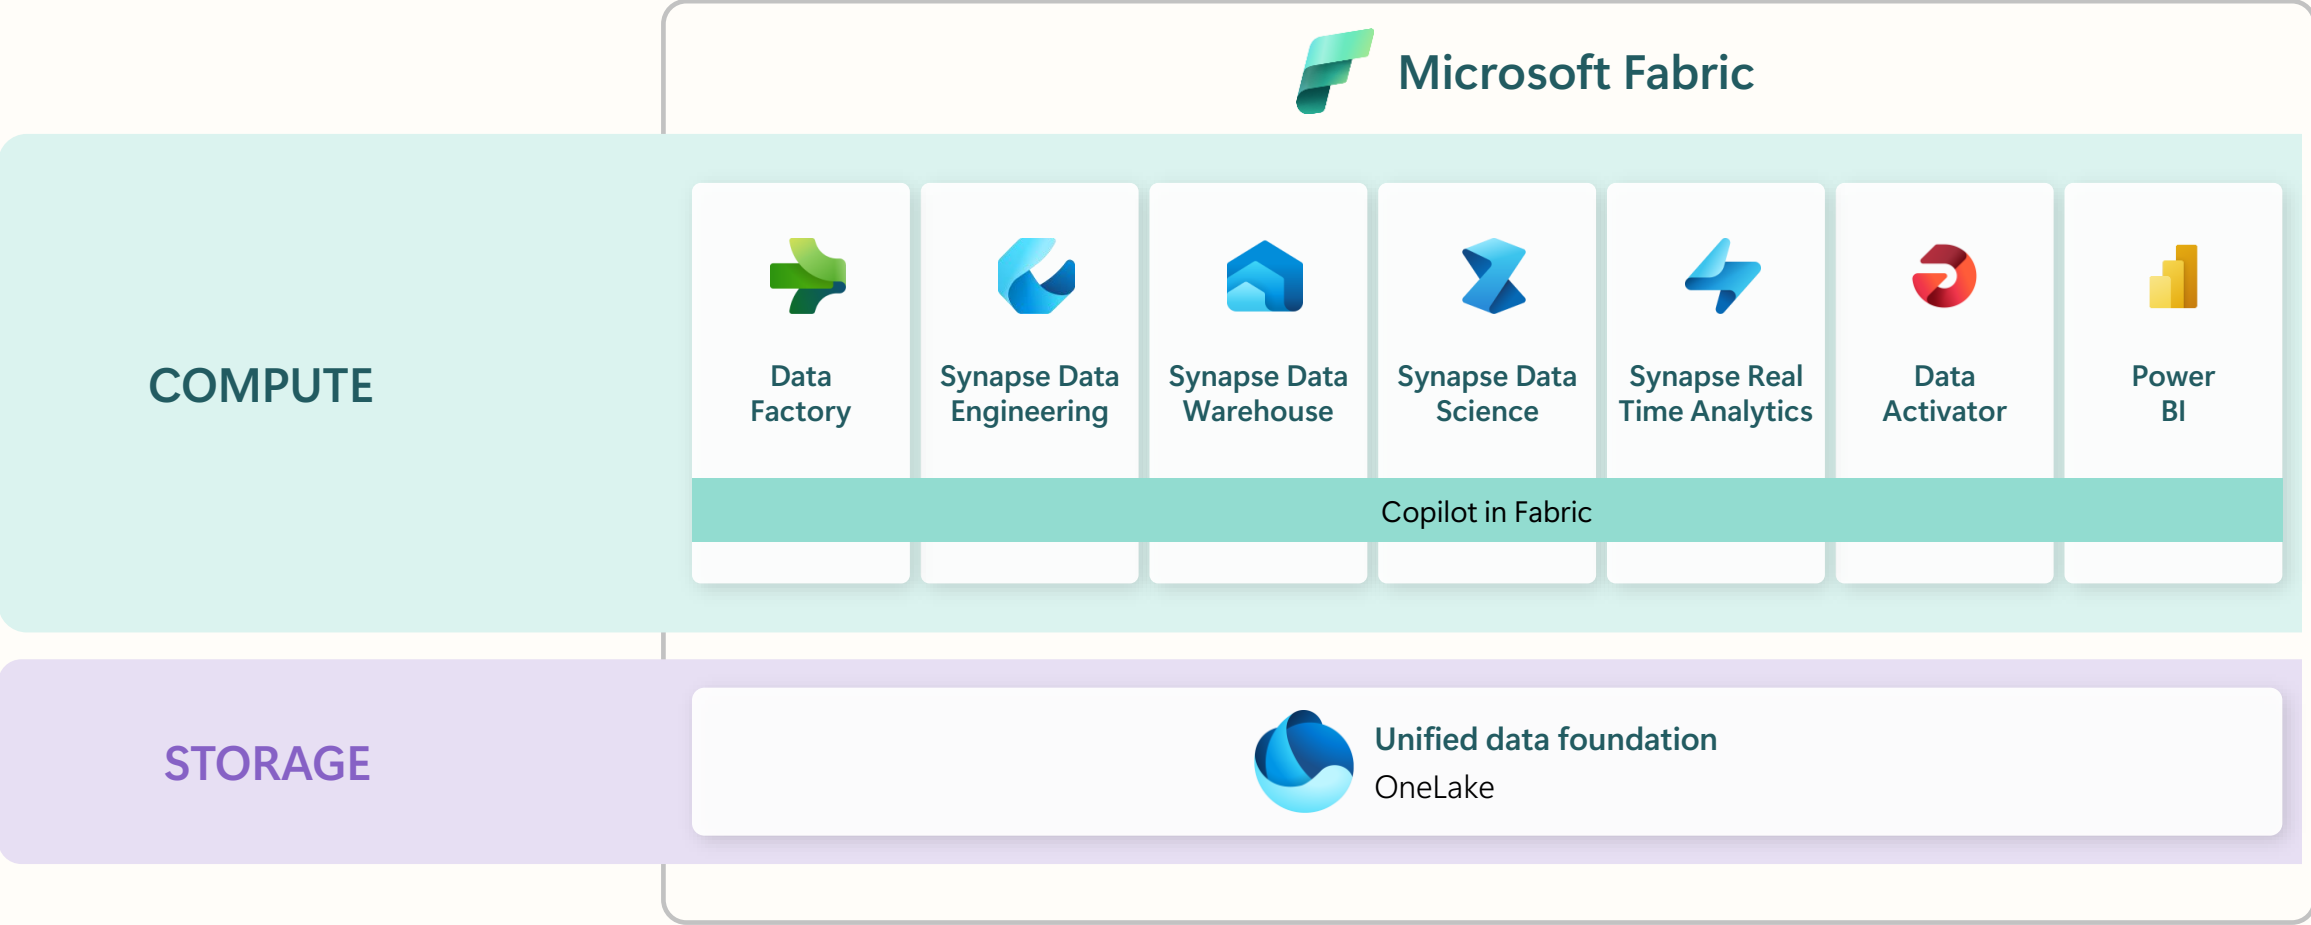 Microsoft Fabric
COMPUTE
Data
Factory
Synapse Data
Engineering
Synapse Data
Warehouse
Synapse Data
Science
Synapse Real
Time Analytics
Data
Activator
Power
BI
Copilot in Fabric
STORAGE
Unified data foundation
OneLake